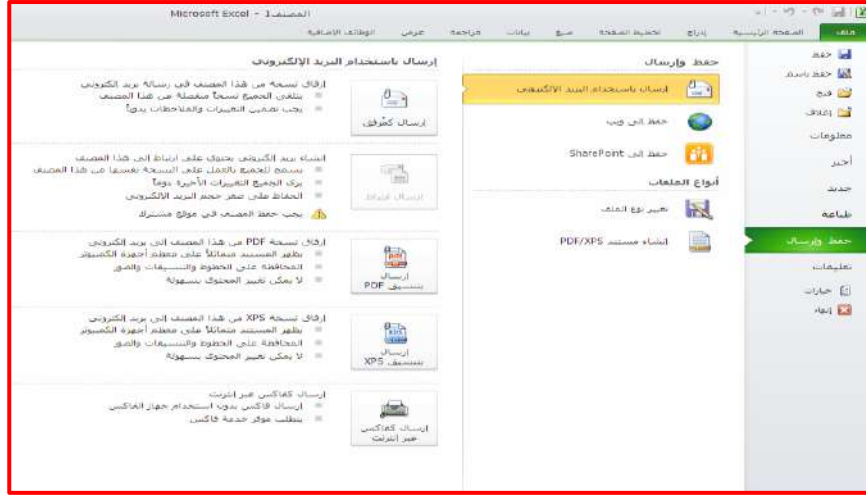 المصنف1 - Microsoft Excel
ملف
الصفحة الرئيسية
إدراج
تخطيط الصفحة
صيغ
بيانات
مراجعة
عرض
الوظائف الإضافية
حفظ
حفظ باسم
فتح
إغلاق
معلومات
أخير
جديد
طباعة
حفظ وإرسال
تعليمات
خيارات
إنهاء
حفظ وإرسال
إرسال باستخدام البريد الإلكتروني
حفظ إلى ويب
حفظ إلى SharePoint
أنواع الملفات
تغيير نوع الملف
إنشاء مستند PDF/XPS
إرسال باستخدام البريد الإلكتروني
إرسال كمُرفق
إرفاق نسخة من هذا المصنف في رسالة بريد إلكتروني
يتلقى الجميع نسخاً منفصلة من هذا المصنف
يجب تضمين التغييرات والملاحظات يدوياً
إرسال ارتباط
إنشاء بريد إلكتروني يحتوي على ارتباط إلى هذا المصنف
يسمح للجميع بالعمل على النسخة نفسها من هذا المصنف
يرى الجميع التغييرات الأخيرة دوماً
الحفاظ على صغر حجم البريد الإلكتروني
يجب حفظ المصنف في موقع مشترك
إرسال
بتنسيق PDF
إرفاق نسخة PDF من هذا المصنف إلى بريد إلكتروني
يظهر المستند متماثلاً على معظم أجهزة الكمبيوتر
المحافظة على الخطوط والتنسيقات والصور
لا يمكن تغيير المحتوى بسهولة
إرسال
بتنسيق XPS
إرفاق نسخة XPS من هذا المصنف إلى بريد إلكتروني
يظهر المستند متماثلاً على معظم أجهزة الكمبيوتر
المحافظة على الخطوط والتنسيقات والصور
لا يمكن تغيير المحتوى بسهولة
إرسال كفاكس
عبر إنترنت
إرسال كفاكس عبر إنترنت
إرسال فاكس بدون استخدام جهاز الفاكس
يتطلب موفر خدمة فاكس